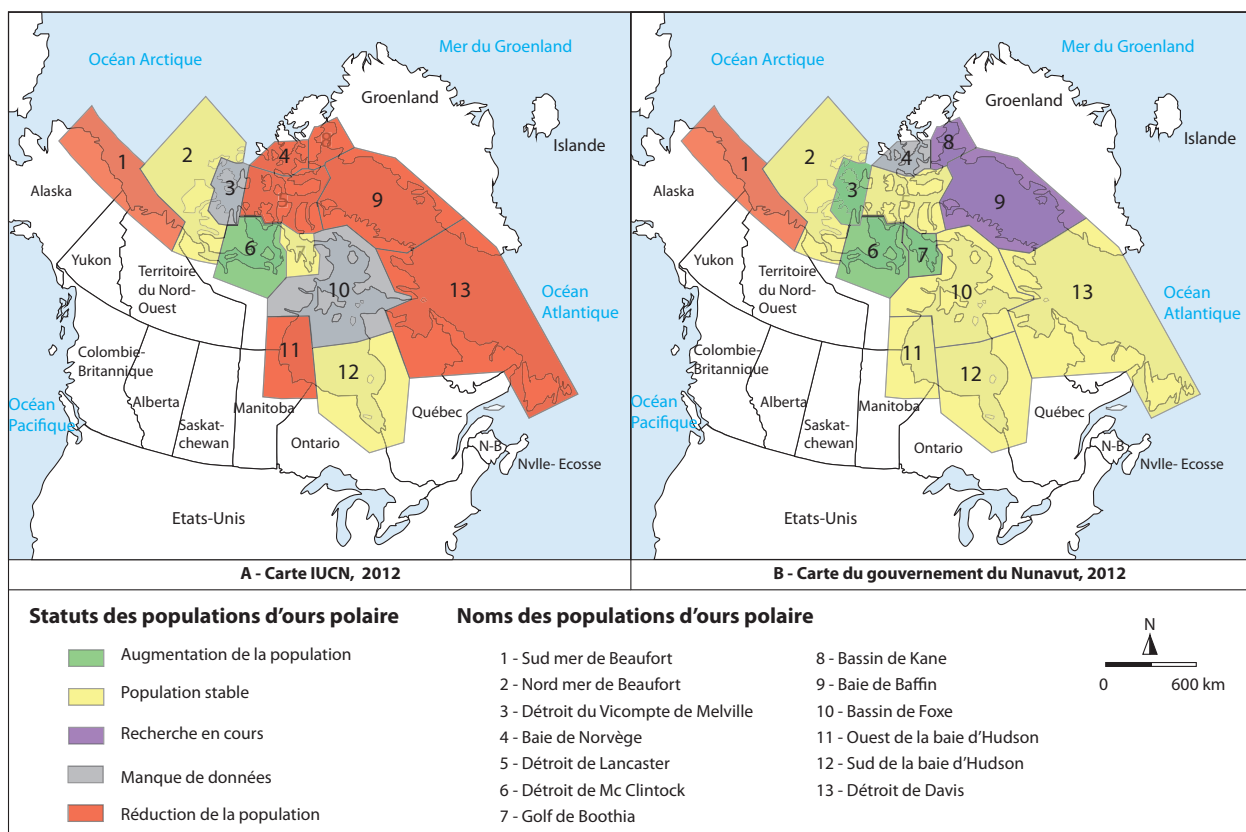 Océan Arctique
Mer du Groenland
Groenland
Islande
4
8
1
2
3
5
9
Alaska
7
6
Yukon
Territoire
du Nord-
Ouest
10
13
Océan
Atlantique
11
12
Colombie-
Britannique
Océan
Pacifique
Alberta
Saskat-
chewan
Manitoba
Ontario
Québec
N-B
Nvlle- Ecosse
Etats-Unis
A - Carte IUCN, 2012
Océan Arctique
Mer du Groenland
Groenland
Islande
4
8
1
2
3
9
Alaska
6
7
Yukon
Territoire
du Nord-
Ouest
10
13
Océan
Atlantique
11
12
Colombie-
Britannique
Océan
Pacifique
Alberta
Saskat-
chewan
Manitoba
Ontario
Québec
N-B
Nvlle- Ecosse
Etats-Unis
B - Carte du gouvernement du Nunavut, 2012
Statuts des populations d'ours polaire
Augmentation de la population
Population stable
Recherche en cours
Manque de données
Réduction de la population
Noms des populations d'ours polaire
1 - Sud mer de Beaufort
2 - Nord mer de Beaufort
3 - Détroit du Vicompte de Melville
4 - Baie de Norvège
5 - Détroit de Lancaster
6 - Détroit de Mc Clintock
7 - Golf de Boothia
8 - Bassin de Kane
9 - Baie de Baffin
10 - Bassin de Foxe
11 - Ouest de la baie d'Hudson
12 - Sud de la baie d'Hudson
13 - Détroit de Davis
N
0 600 km